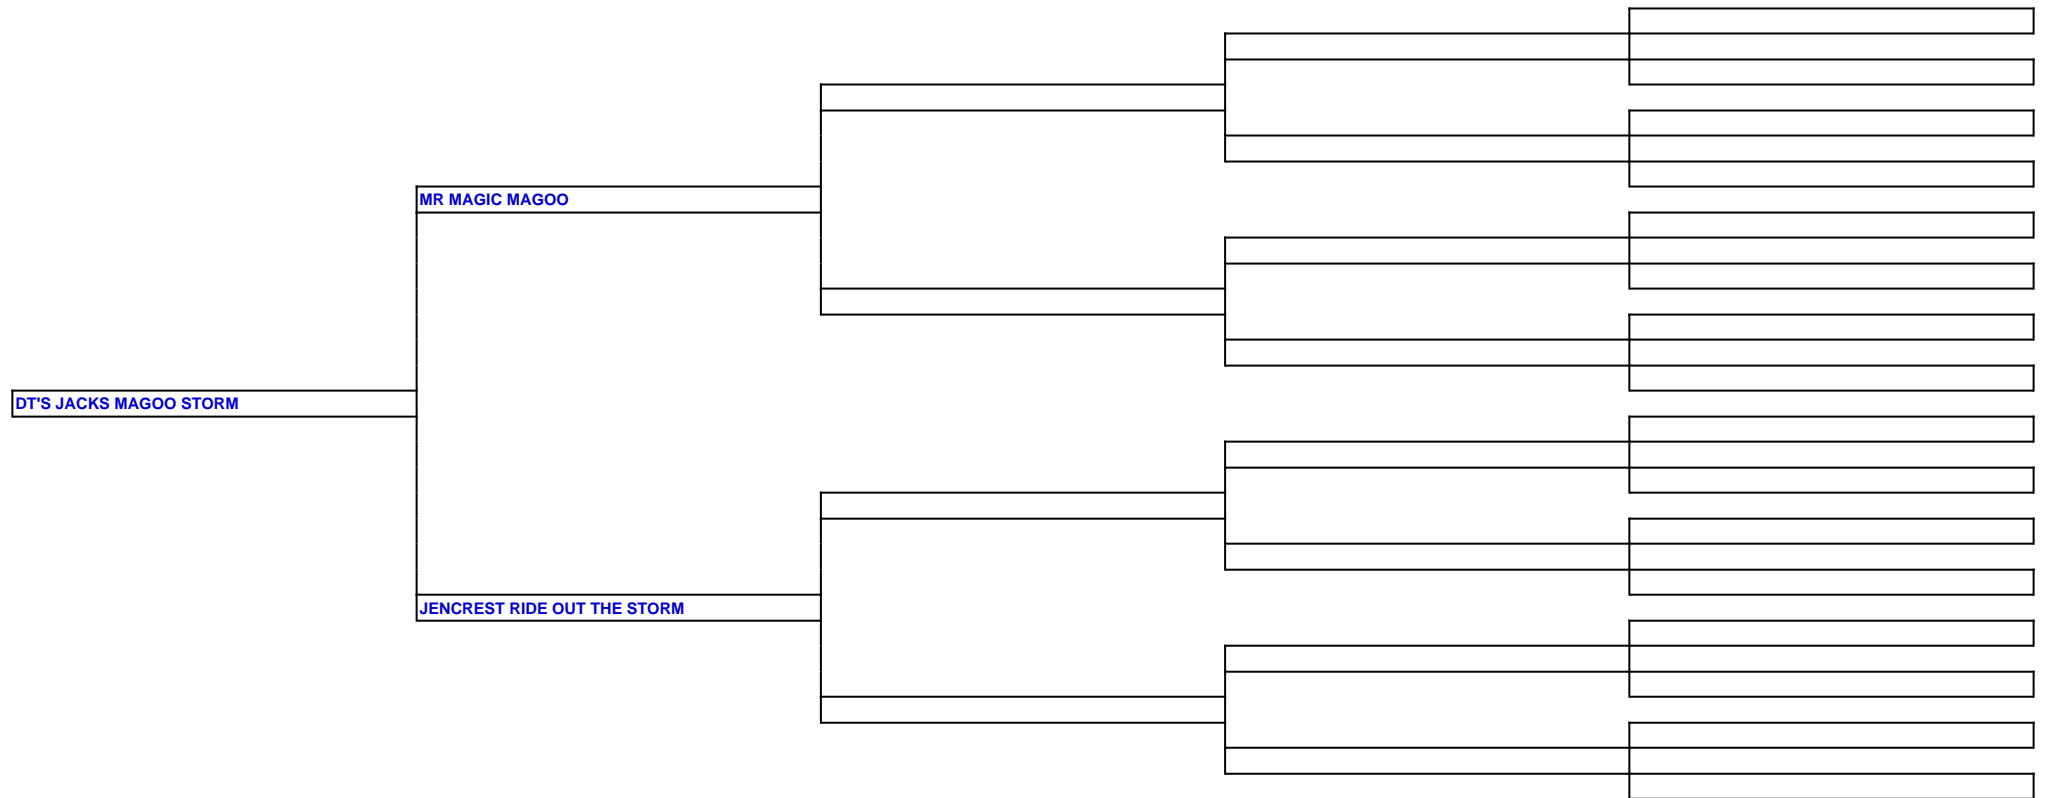 MR MAGIC MAGOO
DT'S JACKS MAGOO STORM
JENCREST RIDE OUT THE STORM